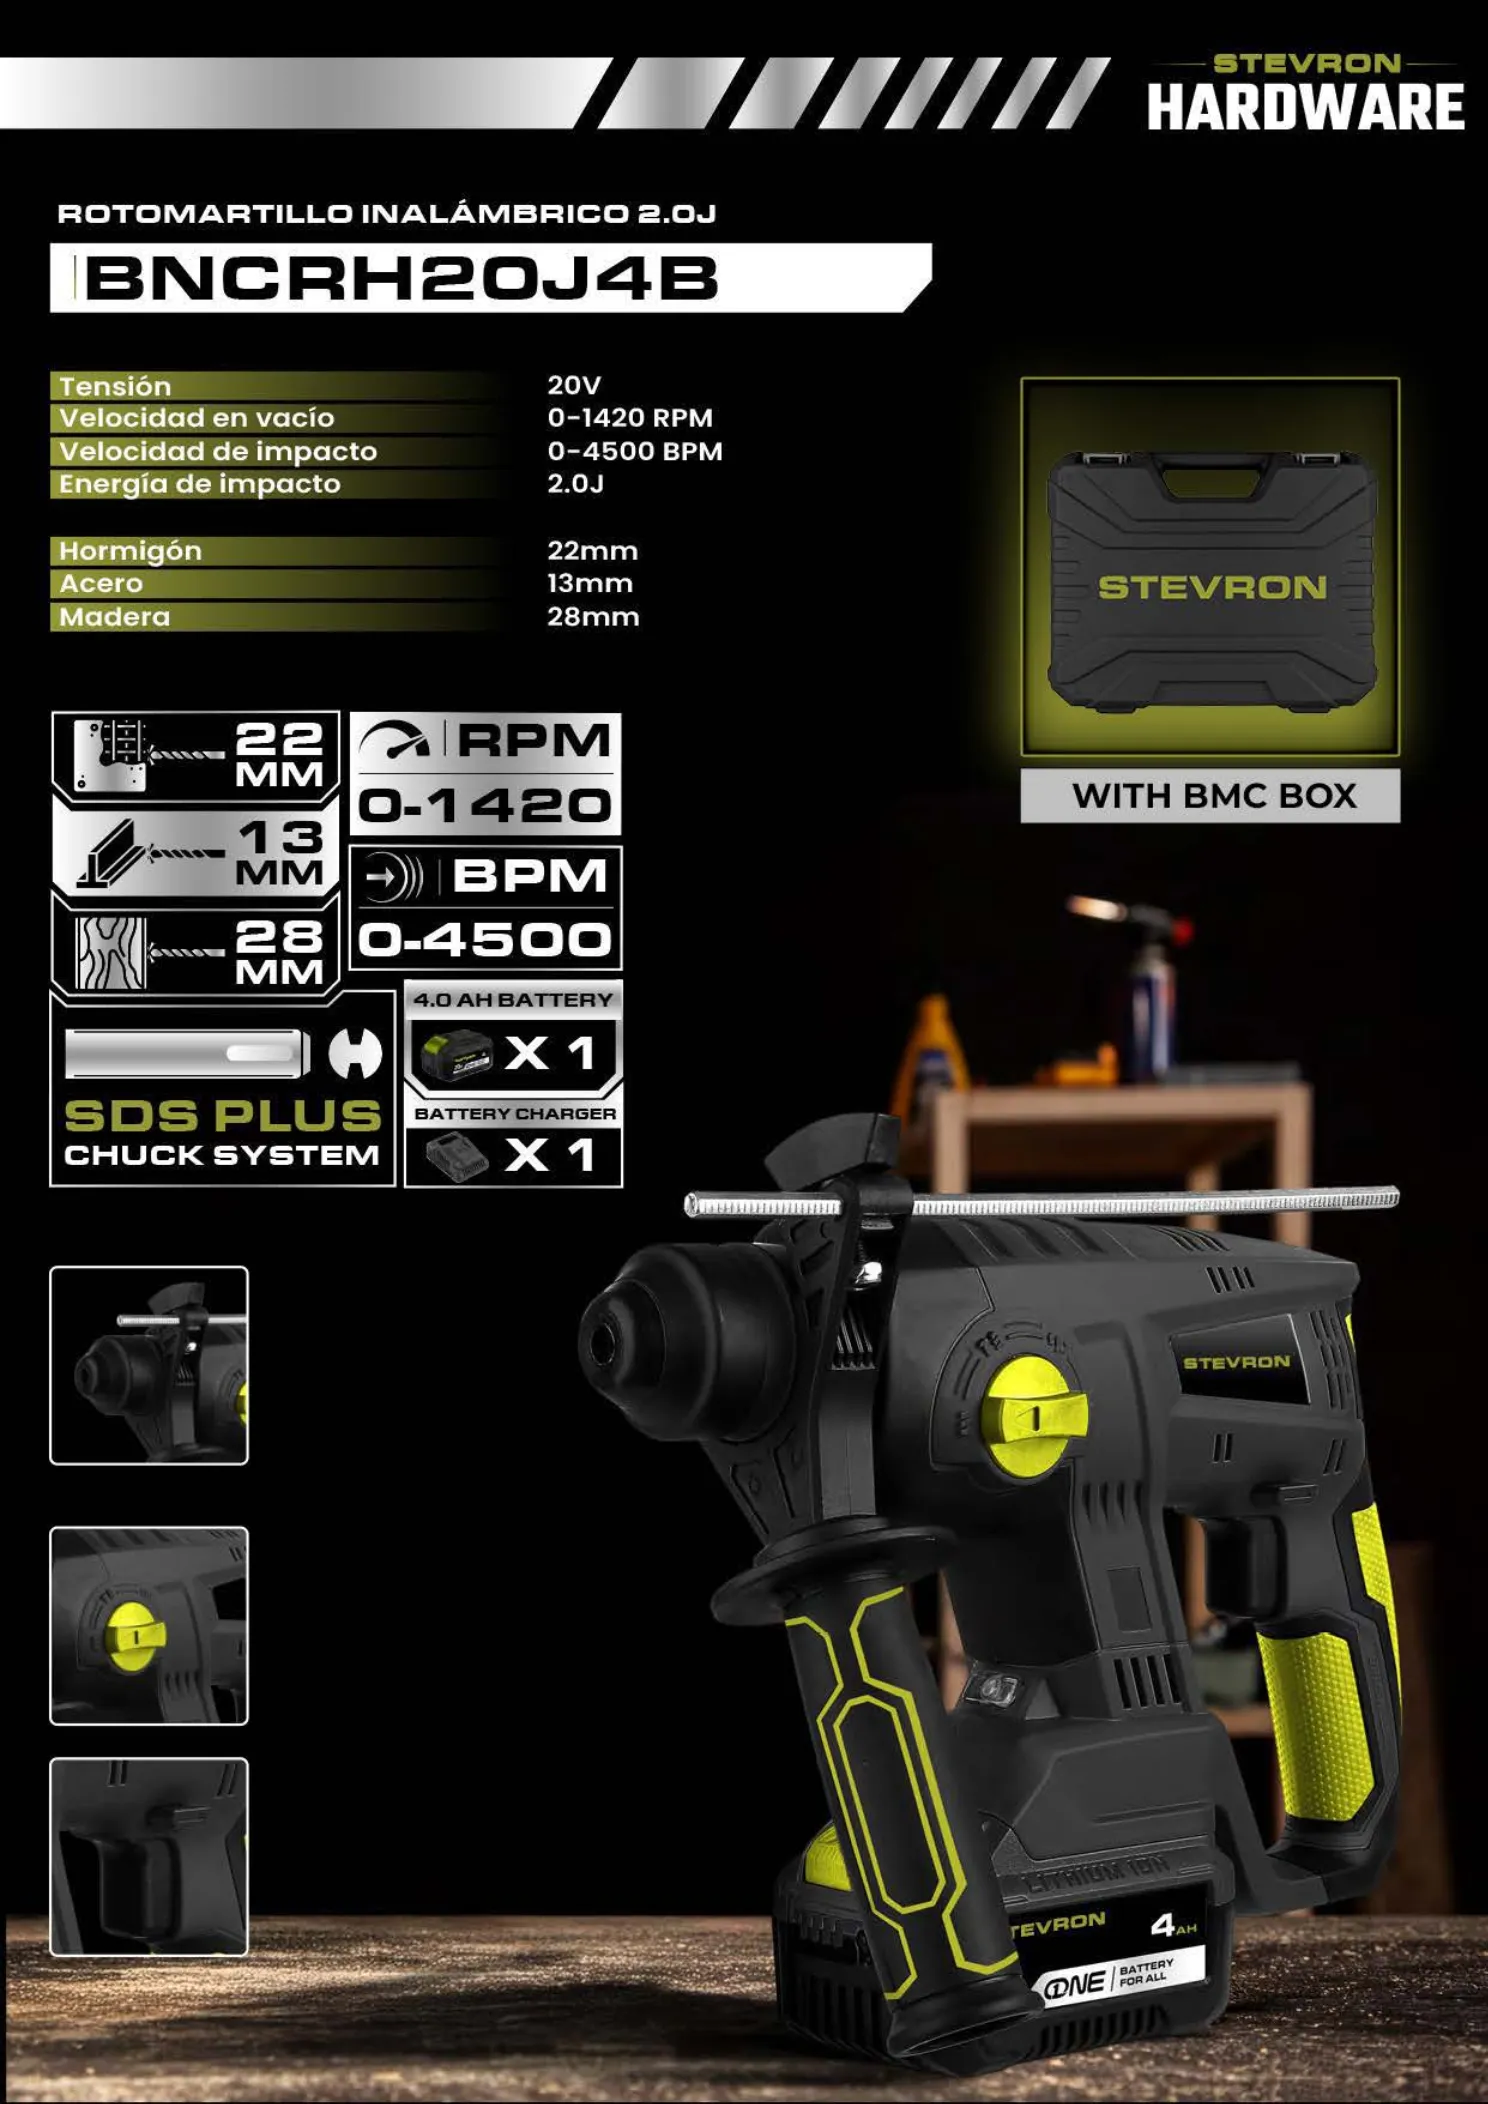 STEVRON
HARDWARE
ROTOMARTILLO INALÁMBRICO 2.0J
BNCRH20J4B
Tensión 20V
Velocidad en vacío 0-1420 RPM
Velocidad de impacto 0-4500 BPM
Energía de impacto 2.0J
Hormigón 22mm
Acero 13mm
Madera 28mm
STEVRON
WITH BMC BOX
22
MM
13
MM
28
MM
RPM
0-1420
BPM
0-4500
SDS PLUS
CHUCK SYSTEM
4.0 AH BATTERY
X 1
BATTERY CHARGER
X 1
STEVRON
LITHIUM ION
TEVRON 4AH
ONE BATTERY
FOR ALL